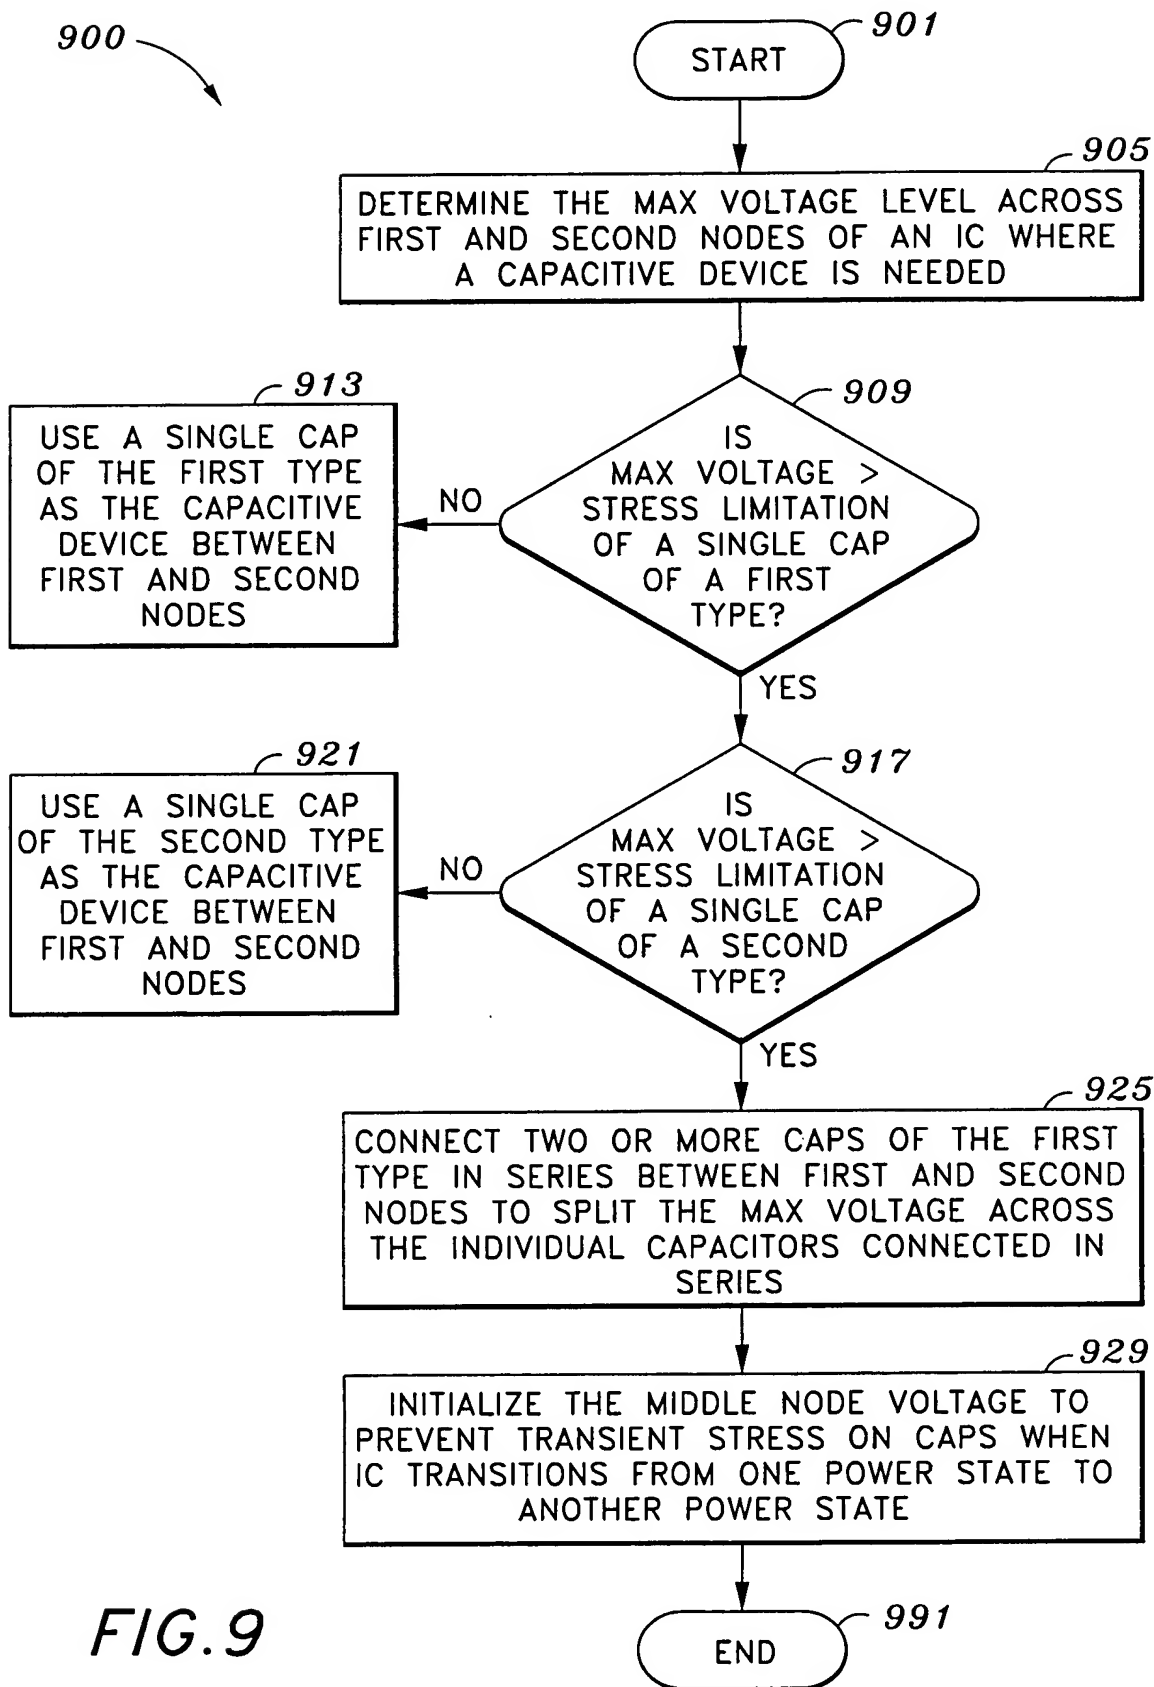 900
901
START
905
DETERMINE THE MAX VOLTAGE LEVEL ACROSS
FIRST AND SECOND NODES OF AN IC WHERE
A CAPACITIVE DEVICE IS NEEDED
913
USE A SINGLE CAP
OF THE FIRST TYPE
AS THE CAPACITIVE
DEVICE BETWEEN
FIRST AND SECOND
NODES
NO
909
IS
MAX VOLTAGE >
STRESS LIMITATION
OF A SINGLE CAP
OF A FIRST
TYPE?
YES
921
USE A SINGLE CAP
OF THE SECOND TYPE
AS THE CAPACITIVE
DEVICE BETWEEN
FIRST AND SECOND
NODES
NO
917
IS
MAX VOLTAGE >
STRESS LIMITATION
OF A SINGLE CAP
OF A SECOND
TYPE?
YES
925
CONNECT TWO OR MORE CAPS OF THE FIRST
TYPE IN SERIES BETWEEN FIRST AND SECOND
NODES TO SPLIT THE MAX VOLTAGE ACROSS
THE INDIVIDUAL CAPACITORS CONNECTED IN
SERIES
929
INITIALIZE THE MIDDLE NODE VOLTAGE TO
PREVENT TRANSIENT STRESS ON CAPS WHEN
IC TRANSITIONS FROM ONE POWER STATE TO
ANOTHER POWER STATE
991
END
FIG.9